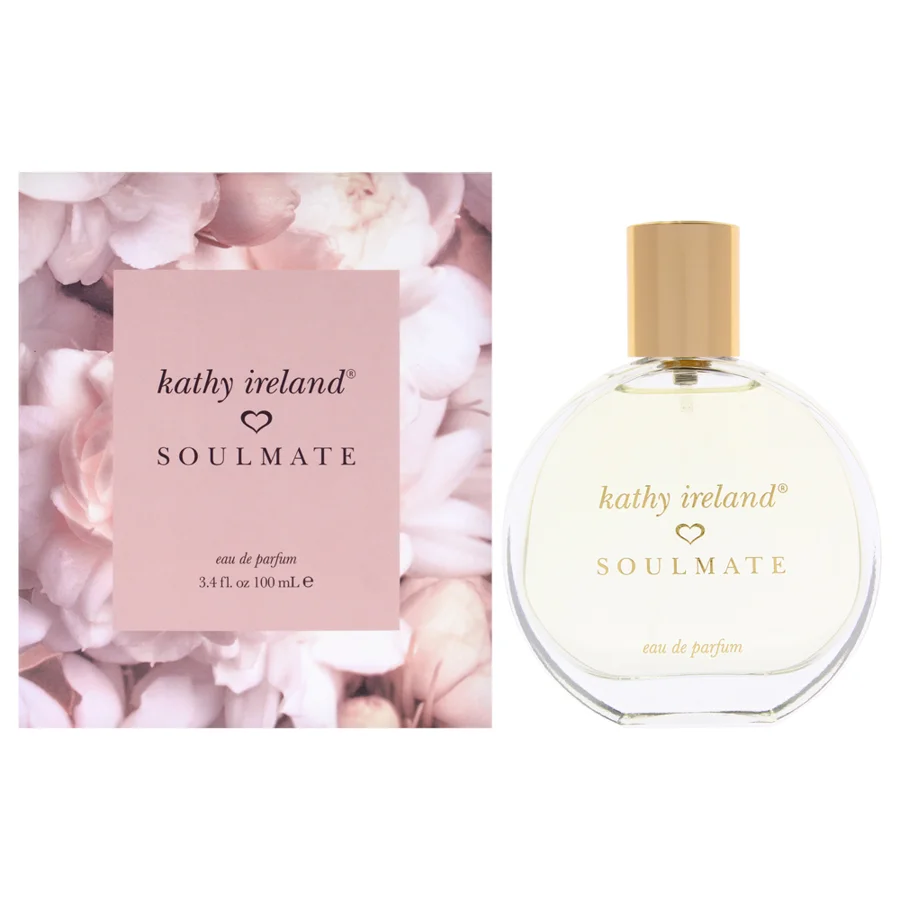 kathy ireland®
SOULMATE
eau de parfum
3.4 fl. oz 100 mL ℮
kathy ireland®
SOULMATE
eau de parfum